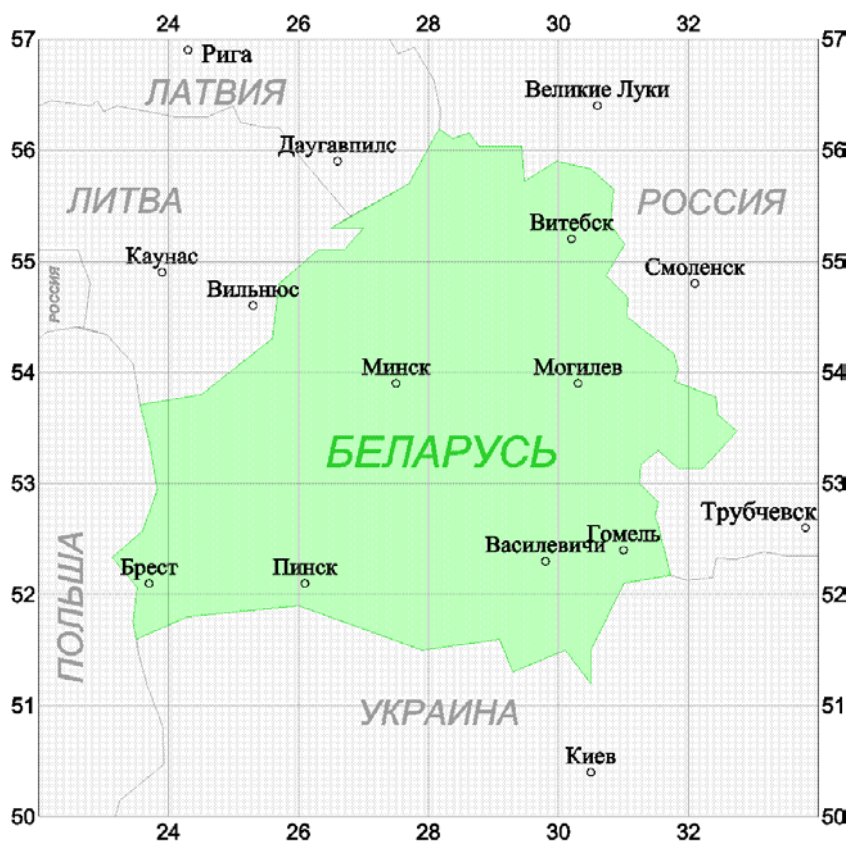 24 26 28 30 32
57 57
Рига
ЛАТВИЯ
Великие Луки
56 56
Даугавпилс
ЛИТВА
РОССИЯ
Витебск
55 55
Каунас
Смоленск
РОССИЯ
Вильнюс
54 54
Минск
Могилев
БЕЛАРУСЬ
53 53
Трубчевск
Василевичи
Гомель
ПОЛЬША
Брест
Пинск
52 52
51 51
УКРАИНА
Киев
50 50
24 26 28 30 32